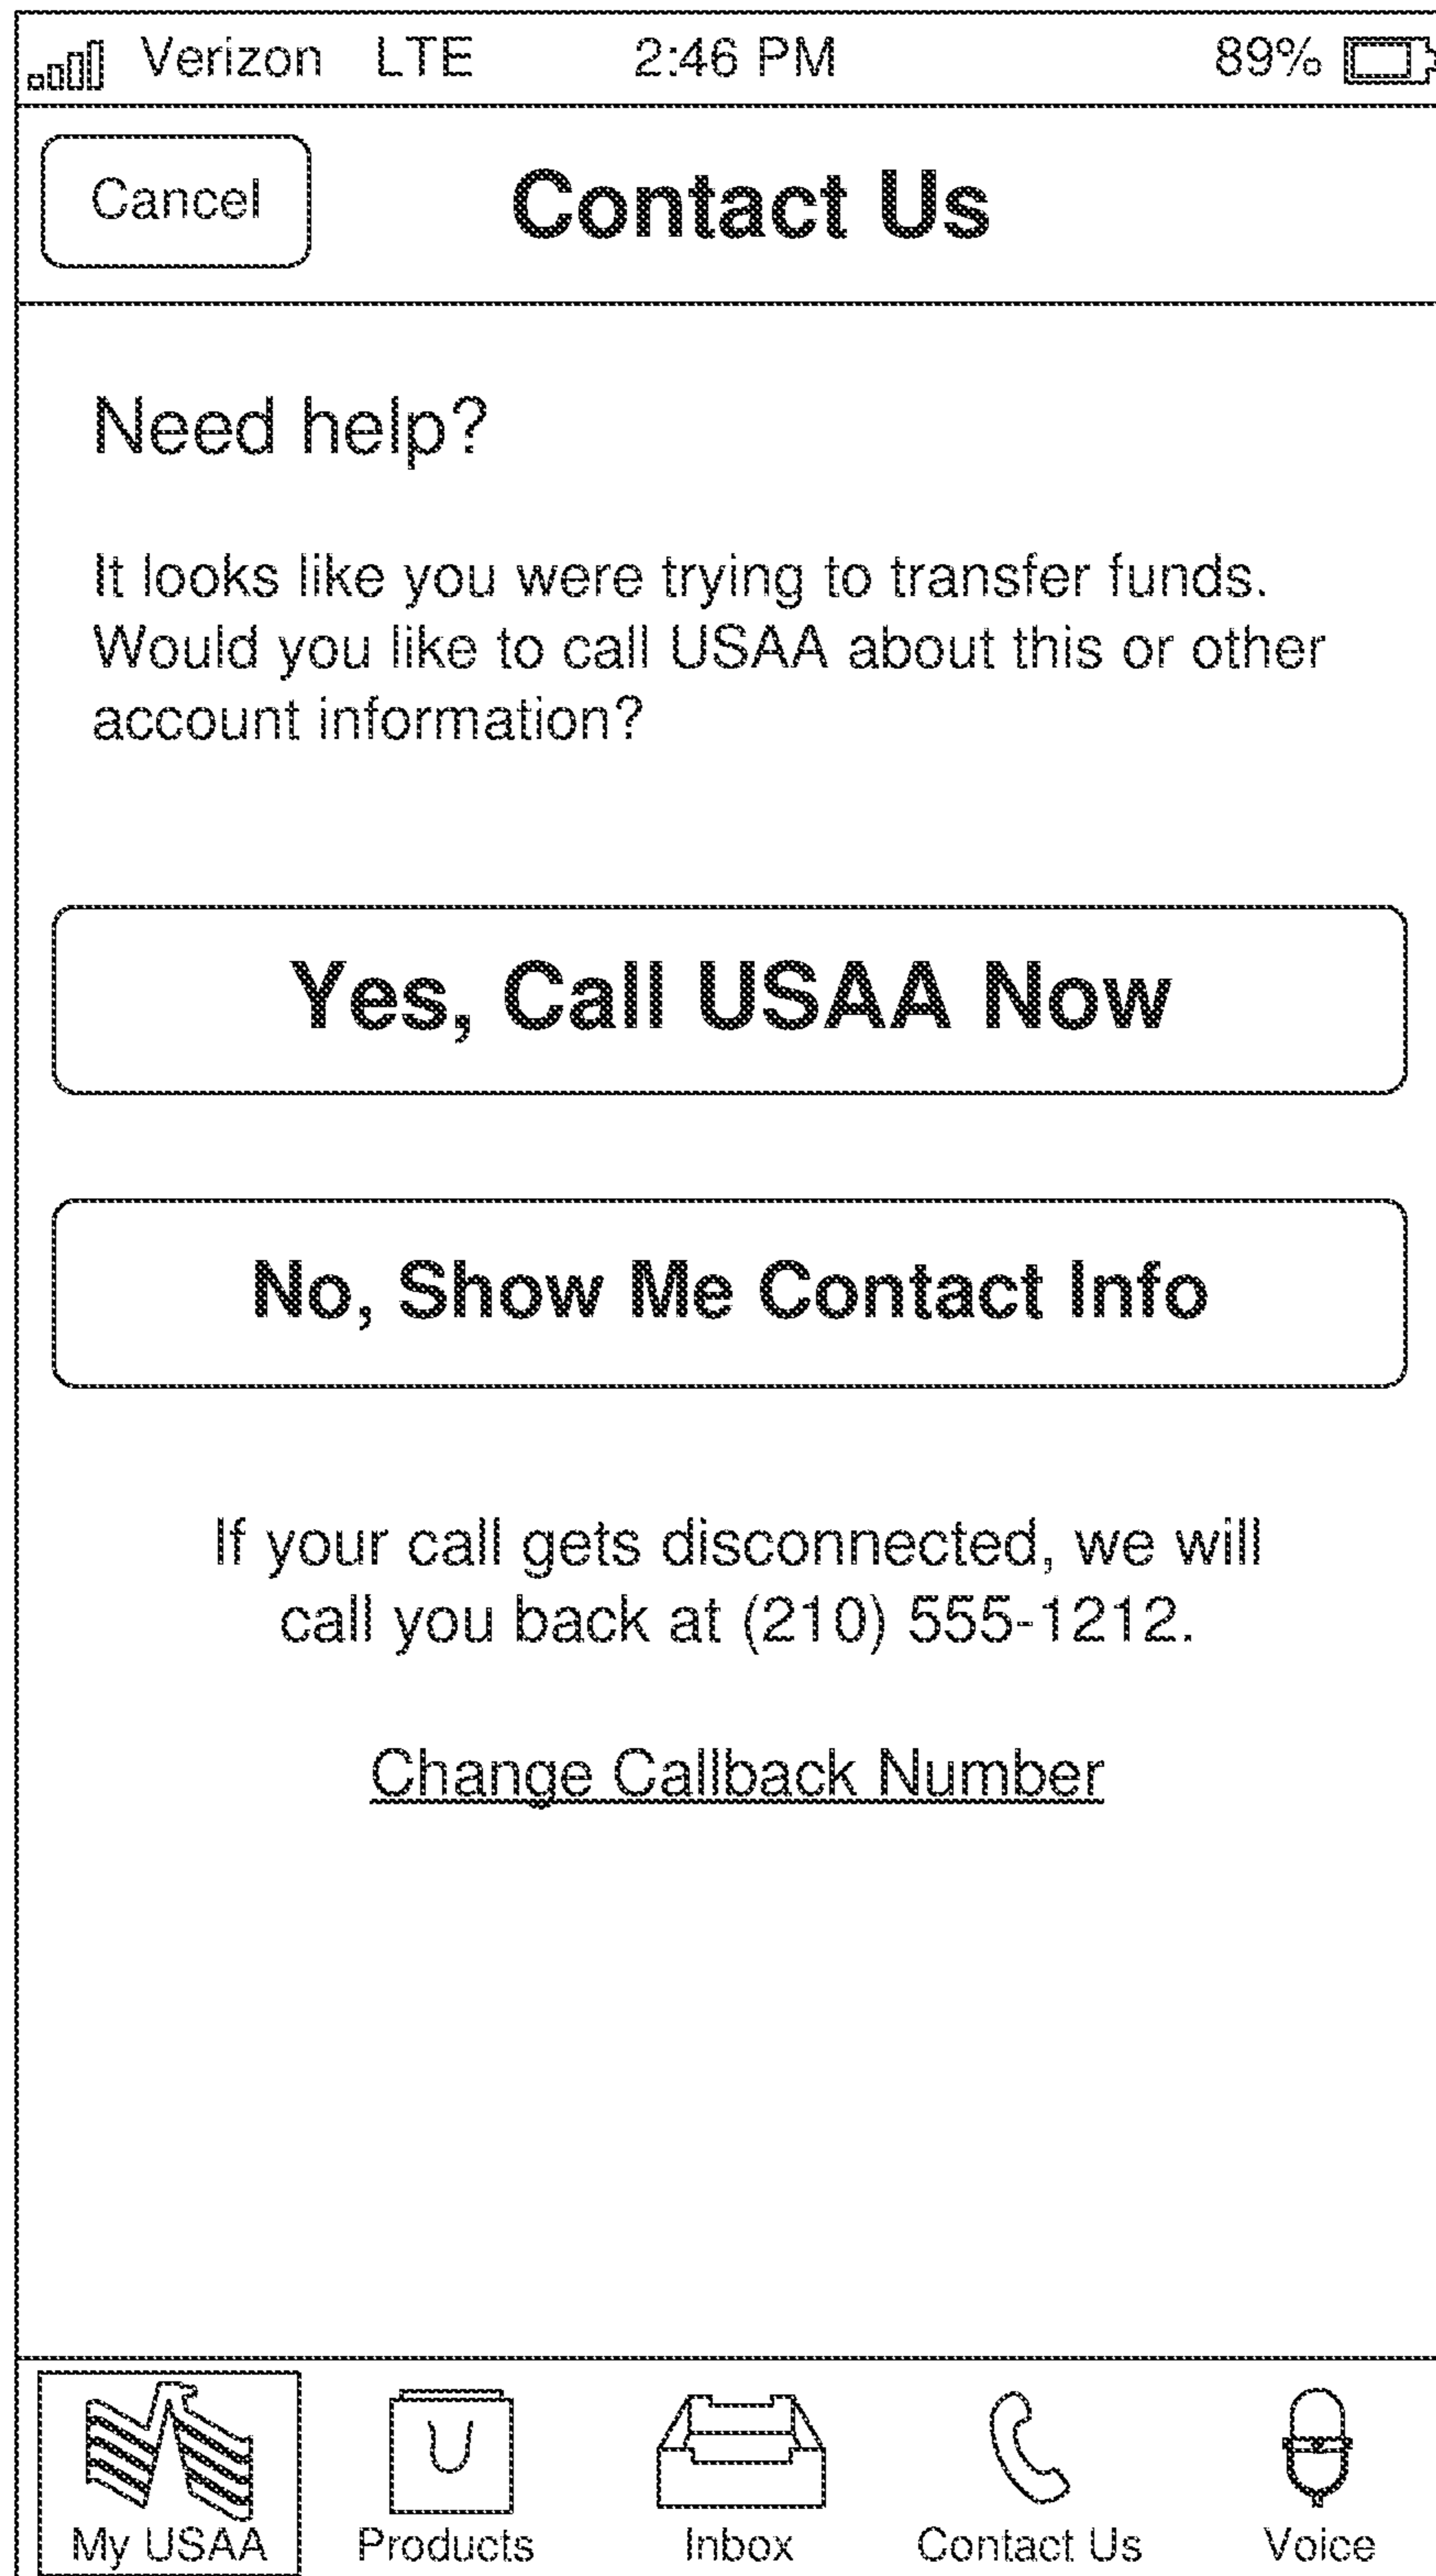 Verizon LTE 2:46 PM 89%
Cancel Contact Us
Need help?
It looks like you were trying to transfer funds.
Would you like to call USAA about this or other
account information?
Yes, Call USAA Now
No, Show Me Contact Info
If your call gets disconnected, we will
call you back at (210) 555-1212.
Change Callback Number
My USAA Products Inbox Contact Us Voice